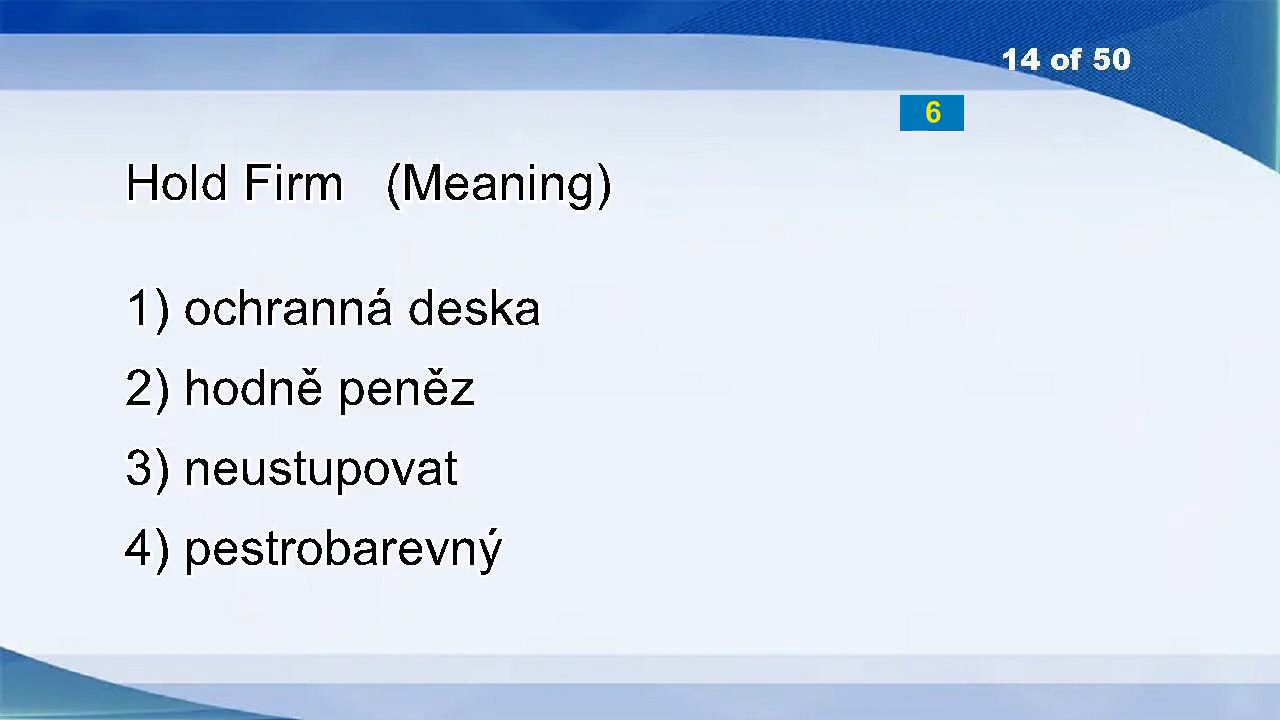 14 of 50
6
Hold Firm (Meaning)
1) ochranná deska
2) hodně peněz
3) neustupovat
4) pestrobarevný